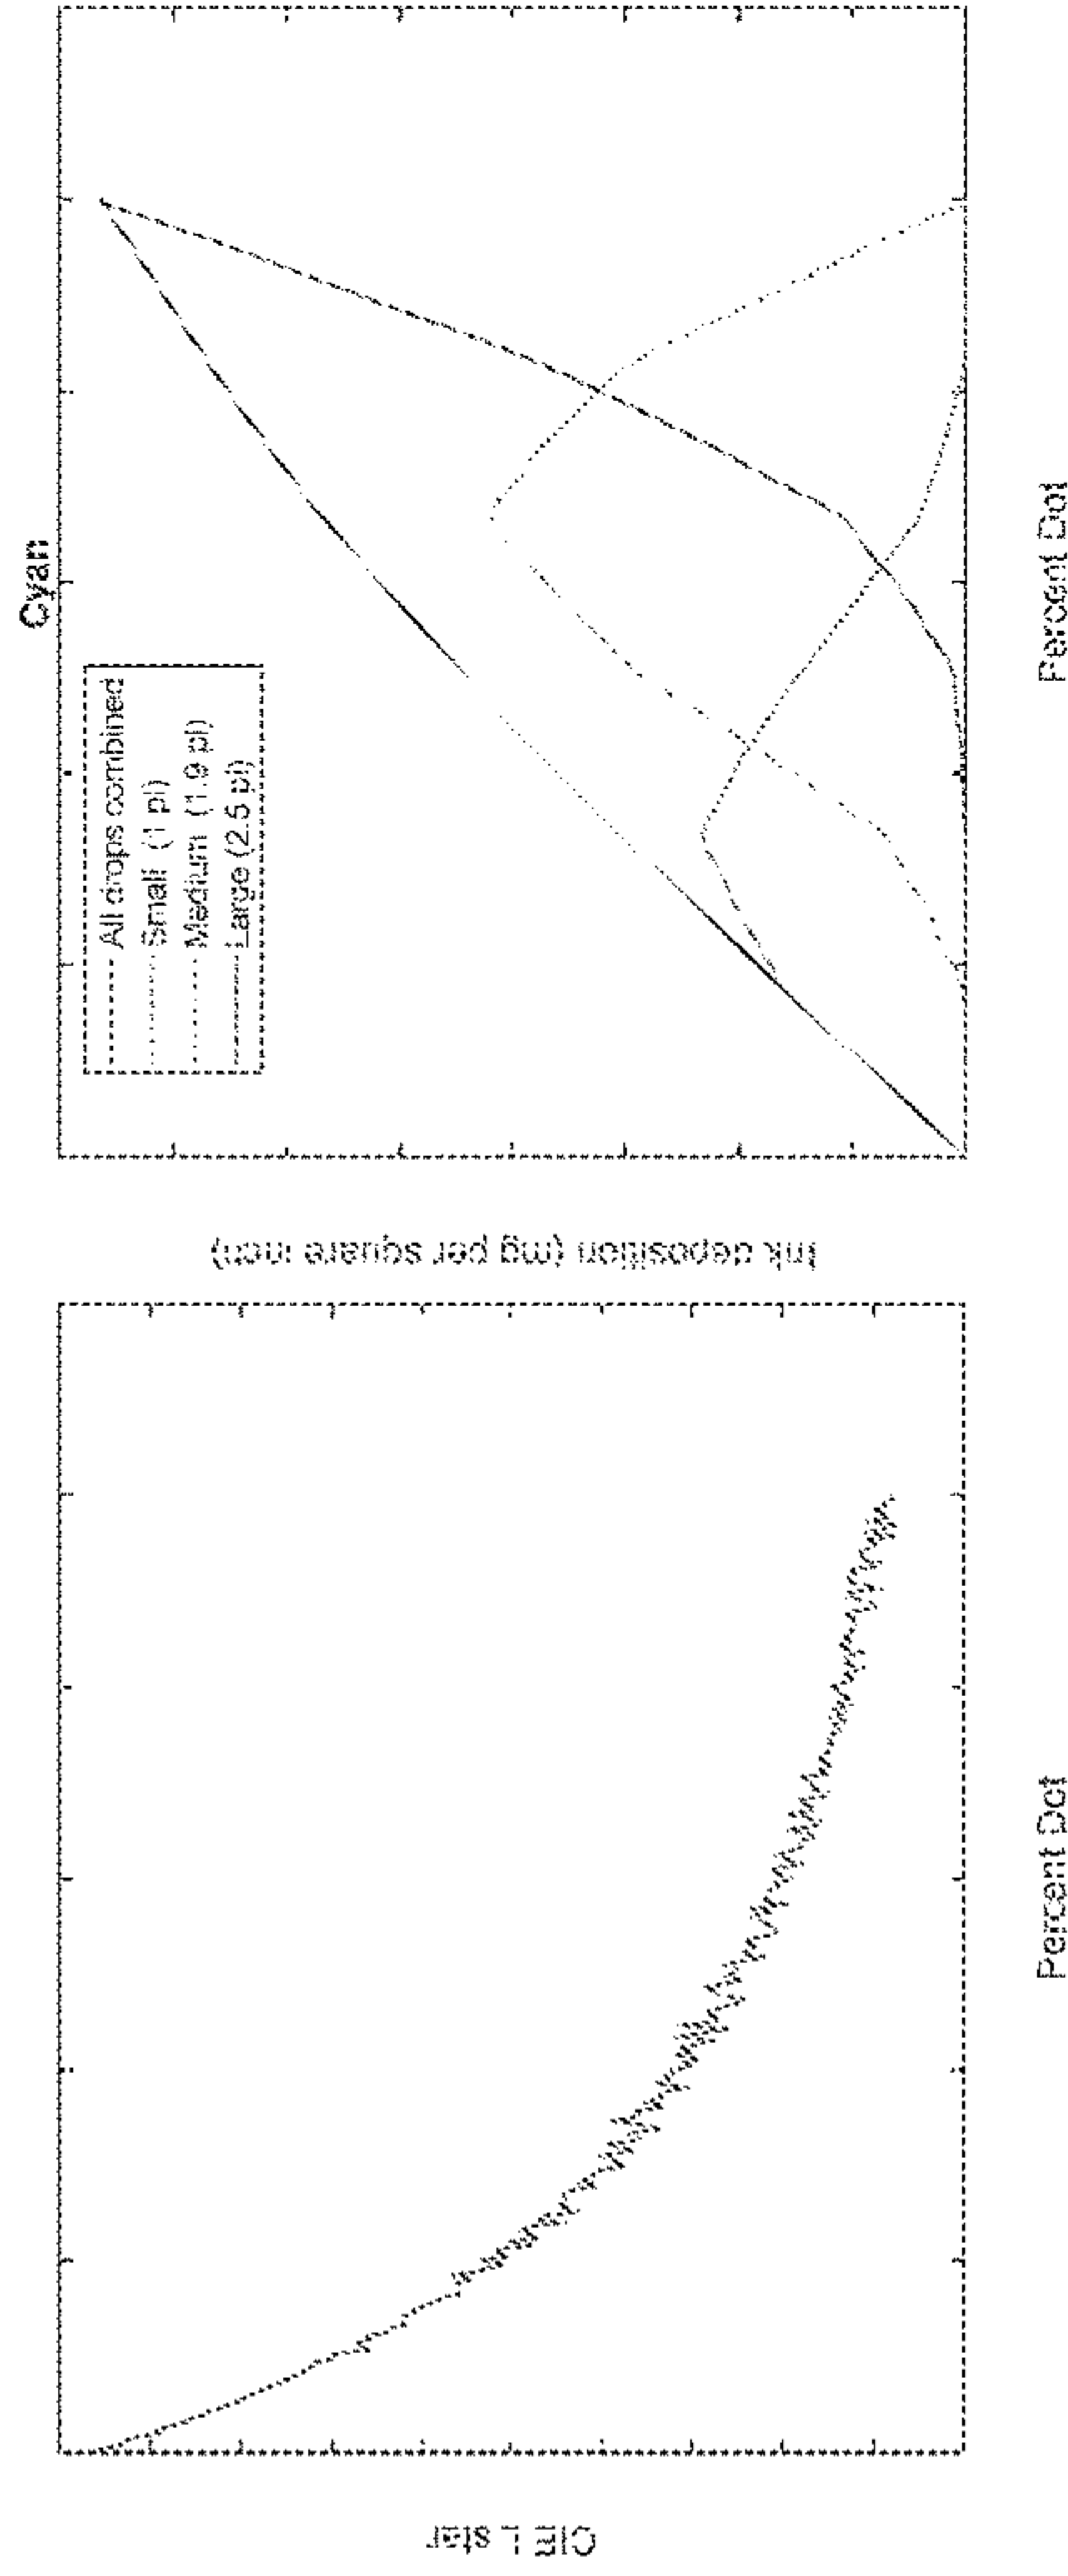 Cyan
All drops combined
Small (1 pl)
Medium (1.9 pl)
Large (2.5 pl)
Ink deposition (mg per square inch)
Percent Dot
CIE L star
Percent Dot